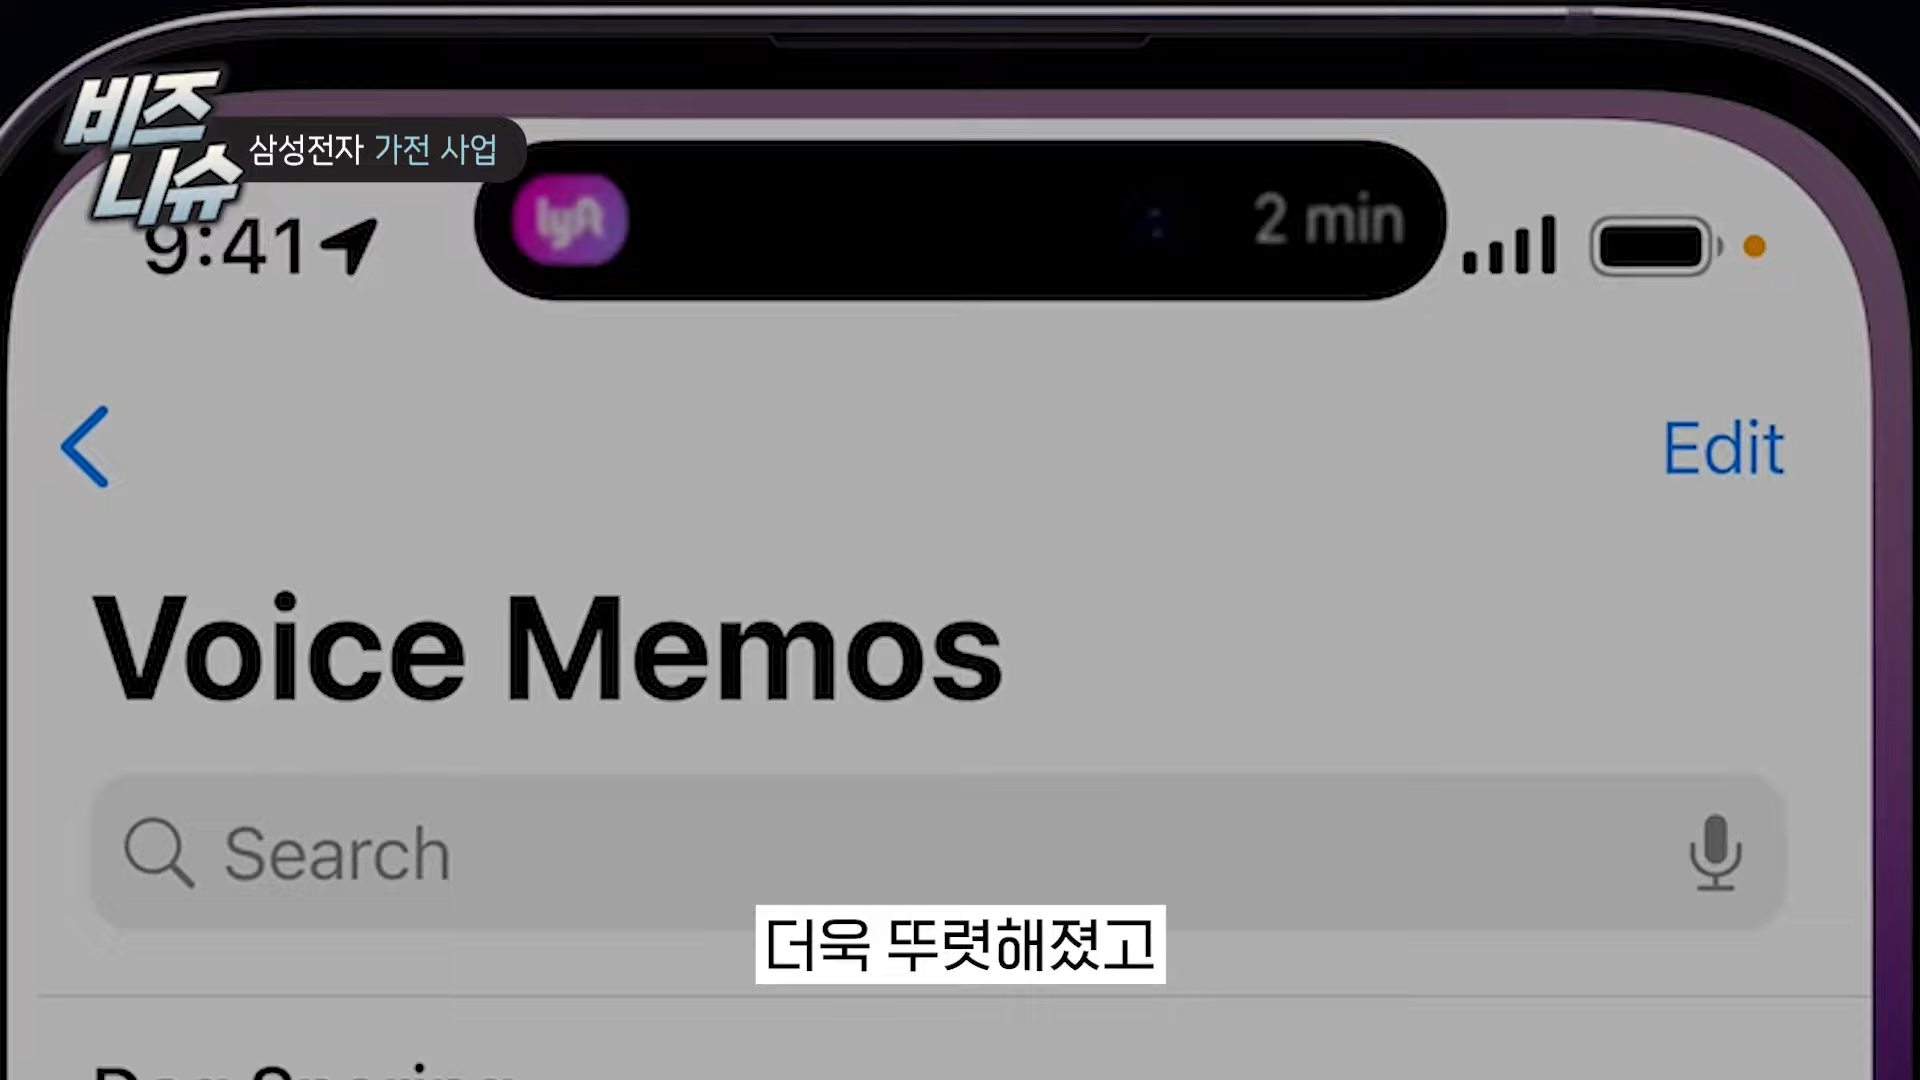 비즈
니슈
삼성전자 가전 사업
9:41
lyft
2 min
Edit
Voice Memos
Search
더욱 뚜렷해졌고